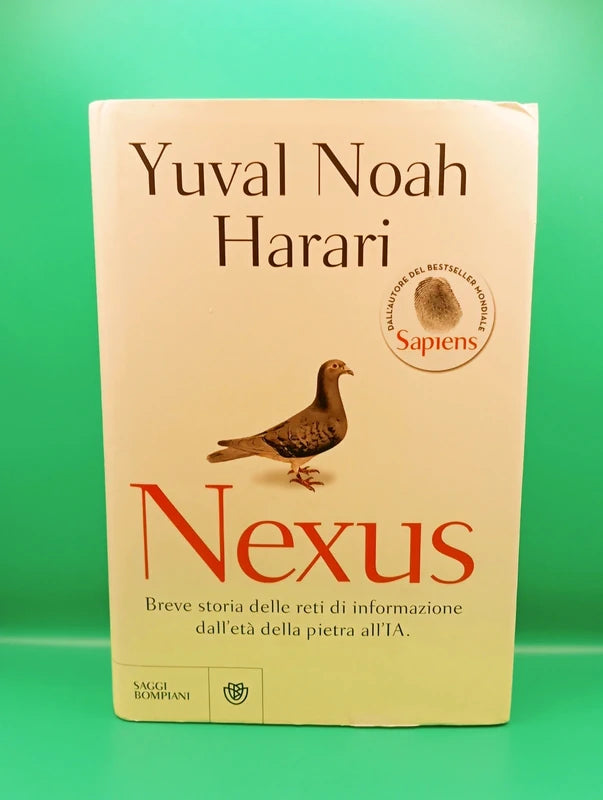 Yuval Noah
Harari
DALL'AUTORE DEL BESTSELLER MONDIALE
Sapiens
Nexus
Breve storia delle reti di informazione
dall'età della pietra all'IA.
SAGGI
BOMPIANI